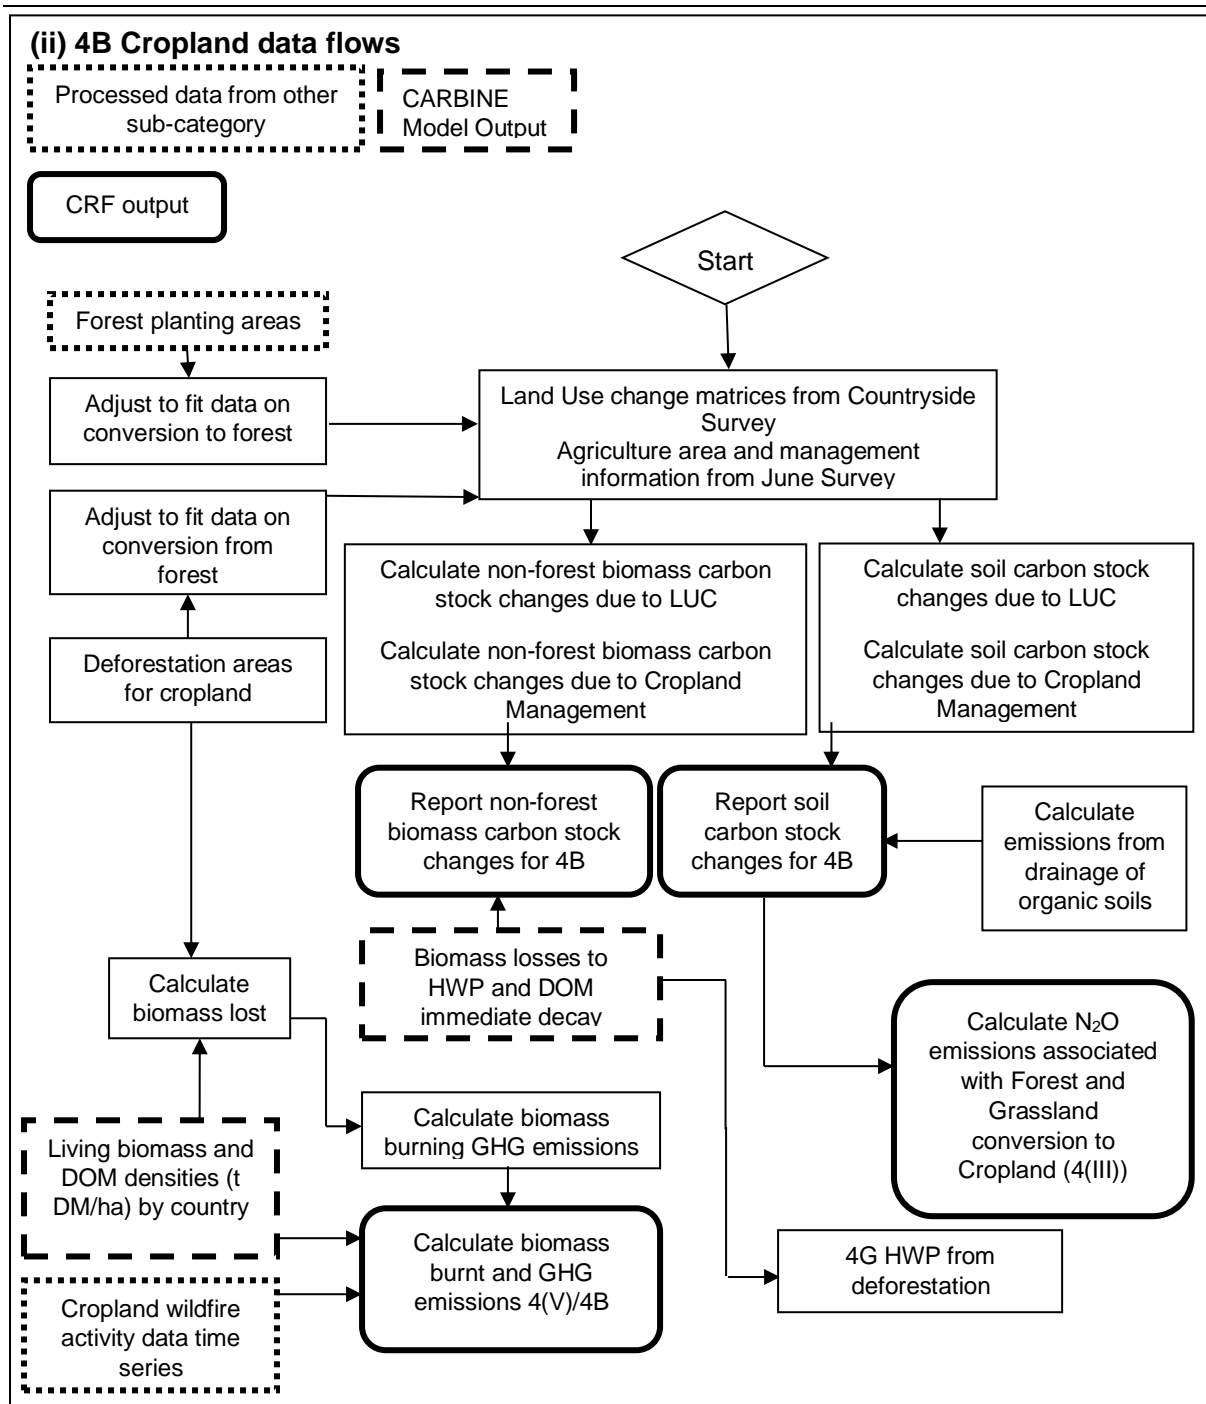 (ii) 4B Cropland data flows
Processed data from other
sub-category
CARBINE
Model Output
CRF output
Start
Forest planting areas
Adjust to fit data on
conversion to forest
Land Use change matrices from Countryside
Survey
Agriculture area and management
information from June Survey
Adjust to fit data on
conversion from
forest
Calculate non-forest biomass carbon
stock changes due to LUC
Calculate non-forest biomass carbon
stock changes due to Cropland
Management
Calculate soil carbon stock
changes due to LUC
Calculate soil carbon stock
changes due to Cropland
Management
Deforestation areas
for cropland
Report non-forest
biomass carbon stock
changes for 4B
Report soil
carbon stock
changes for 4B
Calculate
emissions from
drainage of
organic soils
Biomass losses to
HWP and DOM
immediate decay
Calculate
biomass lost
Calculate N₂O
emissions associated
with Forest and
Grassland
conversion to
Cropland (4(III))
Calculate biomass
burning GHG emissions
Living biomass and
DOM densities (t
DM/ha) by country
Calculate biomass
burnt and GHG
emissions 4(V)/4B
4G HWP from
deforestation
Cropland wildfire
activity data time
series